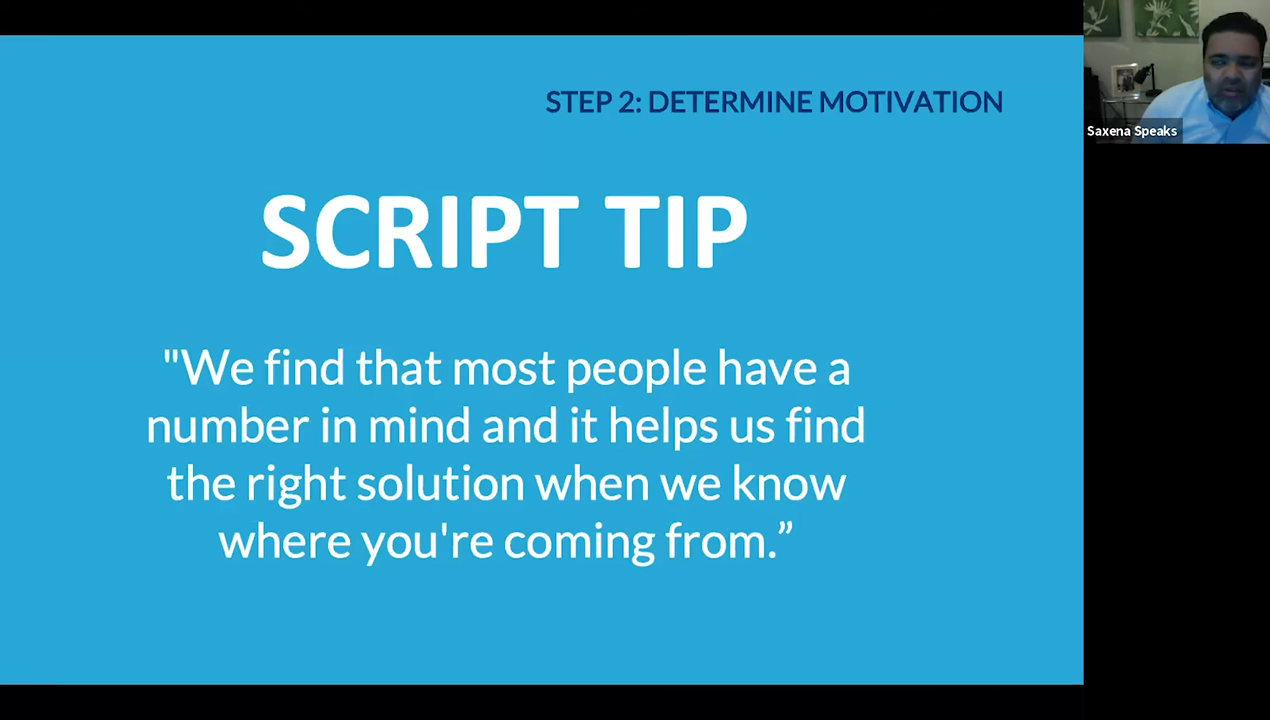 STEP 2: DETERMINE MOTIVATION
SCRIPT TIP
"We find that most people have a
number in mind and it helps us find
the right solution when we know
where you're coming from.”
Saxena Speaks